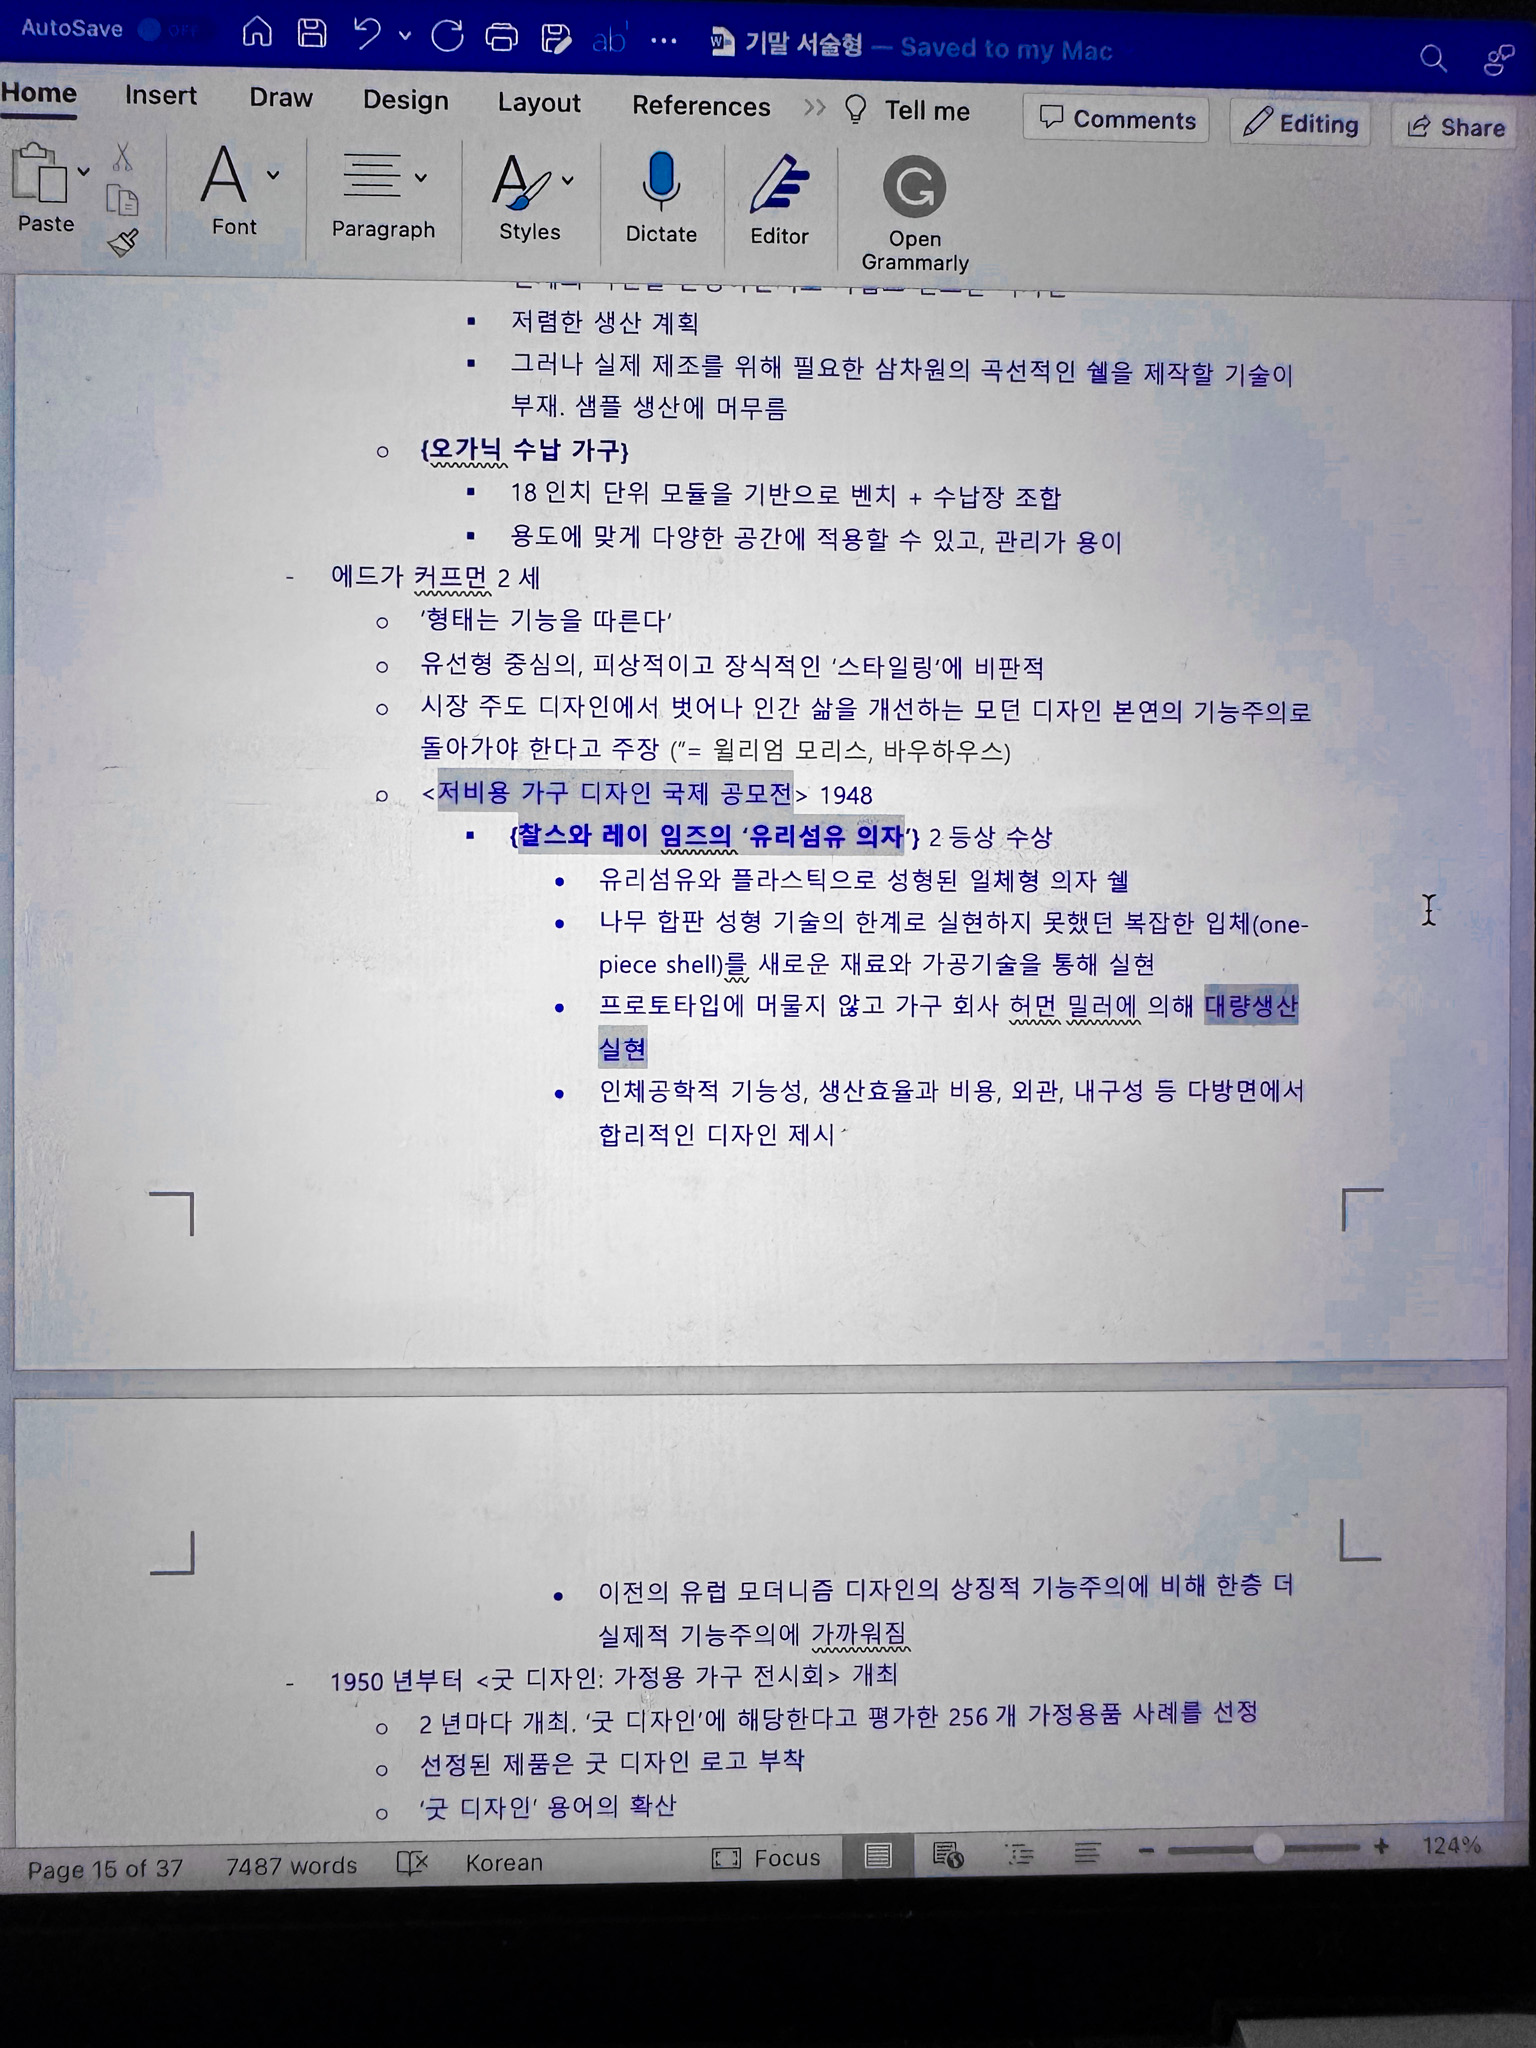 AutoSave OFF 기말 서술형 — Saved to my Mac
Home Insert Draw Design Layout References >> Tell me Comments Editing Share
Paste Font Paragraph Styles Dictate Editor Open Grammarly
▪ 저렴한 생산 계획
▪ 그러나 실제 제조를 위해 필요한 삼차원의 곡선적인 쉘을 제작할 기술이
부재. 샘플 생산에 머무름
○ {오가닉 수납 가구}
▪ 18인치 단위 모듈을 기반으로 벤치 + 수납장 조합
▪ 용도에 맞게 다양한 공간에 적용할 수 있고, 관리가 용이
- 에드가 커프먼 2세
○ '형태는 기능을 따른다'
○ 유선형 중심의, 피상적이고 장식적인 '스타일링'에 비판적
○ 시장 주도 디자인에서 벗어나 인간 삶을 개선하는 모던 디자인 본연의 기능주의로
돌아가야 한다고 주장 ("= 윌리엄 모리스, 바우하우스)
○ <저비용 가구 디자인 국제 공모전> 1948
▪ {찰스와 레이 임즈의 '유리섬유 의자'} 2등상 수상
• 유리섬유와 플라스틱으로 성형된 일체형 의자 쉘
• 나무 합판 성형 기술의 한계로 실현하지 못했던 복잡한 입체(one-
piece shell)를 새로운 재료와 가공기술을 통해 실현
• 프로토타입에 머물지 않고 가구 회사 허먼 밀러에 의해 대량생산
실현
• 인체공학적 기능성, 생산효율과 비용, 외관, 내구성 등 다방면에서
합리적인 디자인 제시
• 이전의 유럽 모더니즘 디자인의 상징적 기능주의에 비해 한층 더
실제적 기능주의에 가까워짐
- 1950년부터 <굿 디자인: 가정용 가구 전시회> 개최
○ 2년마다 개최. '굿 디자인'에 해당한다고 평가한 256개 가정용품 사례를 선정
○ 선정된 제품은 굿 디자인 로고 부착
○ '굿 디자인' 용어의 확산
Page 15 of 37 7487 words Korean Focus 124%